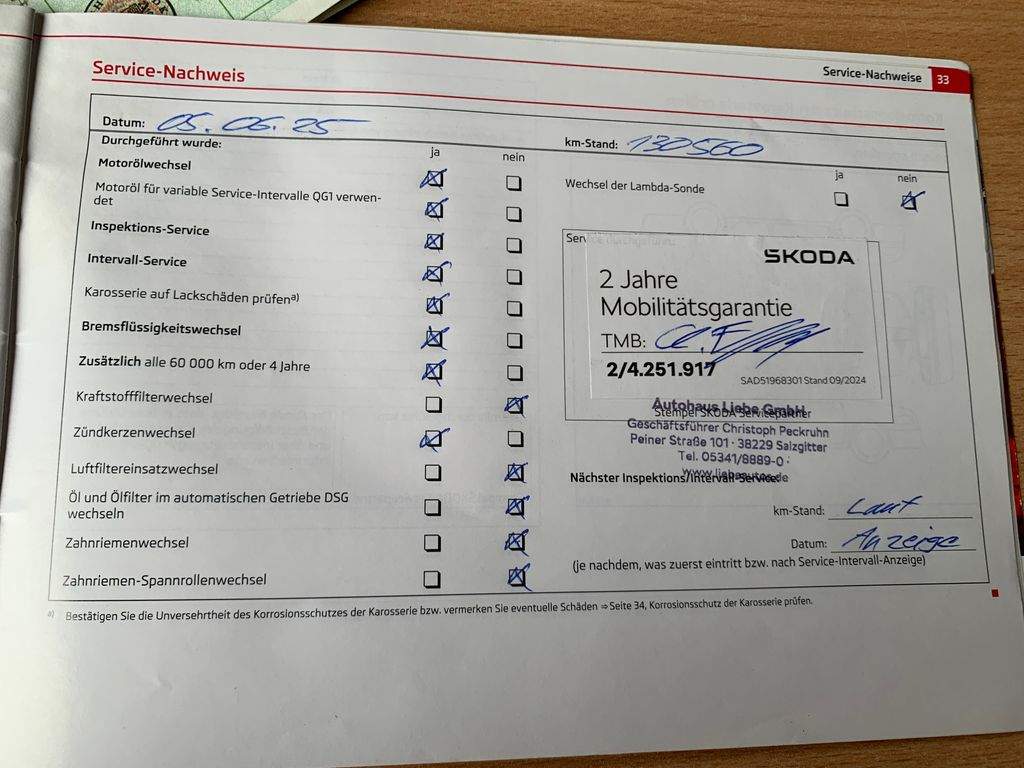 Service-Nachweis
Service-Nachweise 33
Datum: 05.06.25
km-Stand: 130560
Durchgeführt wurde:
ja nein
Motorölwechsel
Motoröl für variable Service-Intervalle QG1 verwen-
det
Inspektions-Service
Intervall-Service
Karosserie auf Lackschäden prüfena)
Bremsflüssigkeitswechsel
Zusätzlich alle 60 000 km oder 4 Jahre
Kraftstofffilterwechsel
Zündkerzenwechsel
Luftfiltereinsatzwechsel
Öl und Ölfilter im automatischen Getriebe DSG
wechseln
Zahnriemenwechsel
Zahnriemen-Spannrollenwechsel
ja nein
Wechsel der Lambda-Sonde
Service durchgeführt:
SKODA
2 Jahre
Mobilitätsgarantie
TMB:
2/4.251.917
SAD51968301 Stand 09/2024
Autohaus Liebe GmbH
Stempel SKODA Servicepartner
Geschäftsführer Christoph Peckruhn
Peiner Straße 101 · 38229 Salzgitter
Tel. 05341/8889-0
Nächster Inspektions/Intervall-Service:
km-Stand: Laut
Datum: Anzeige
(je nachdem, was zuerst eintritt bzw. nach Service-Intervall-Anzeige)
a) Bestätigen Sie die Unversehrtheit des Korrosionsschutzes der Karosserie bzw. vermerken Sie eventuelle Schäden ⇒ Seite 34, Korrosionsschutz der Karosserie prüfen.